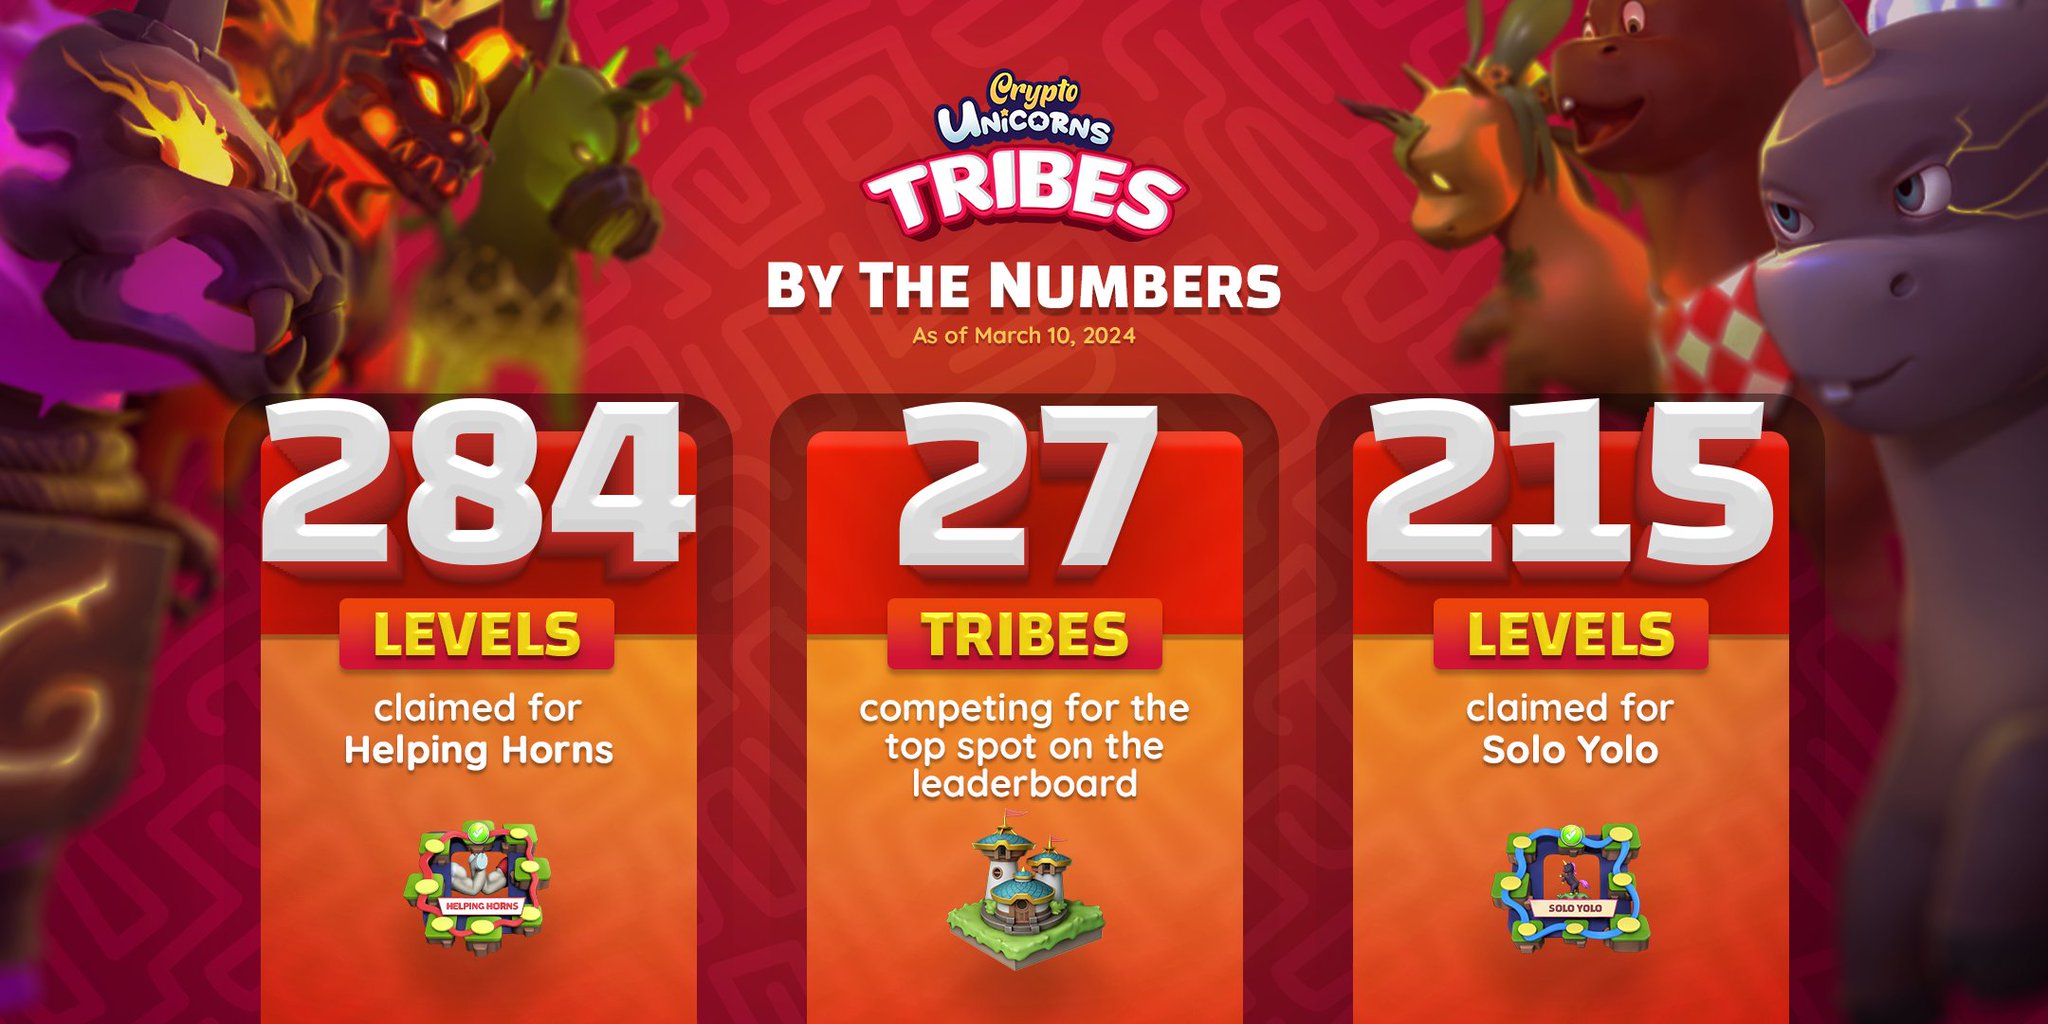 Crypto
UNICORNS
TRIBES
BY THE NUMBERS
As of March 10, 2024
284
LEVELS
claimed for
Helping Horns
HELPING HORNS
27
TRIBES
competing for the
top spot on the
leaderboard
215
LEVELS
claimed for
Solo Yolo
SOLO YOLO